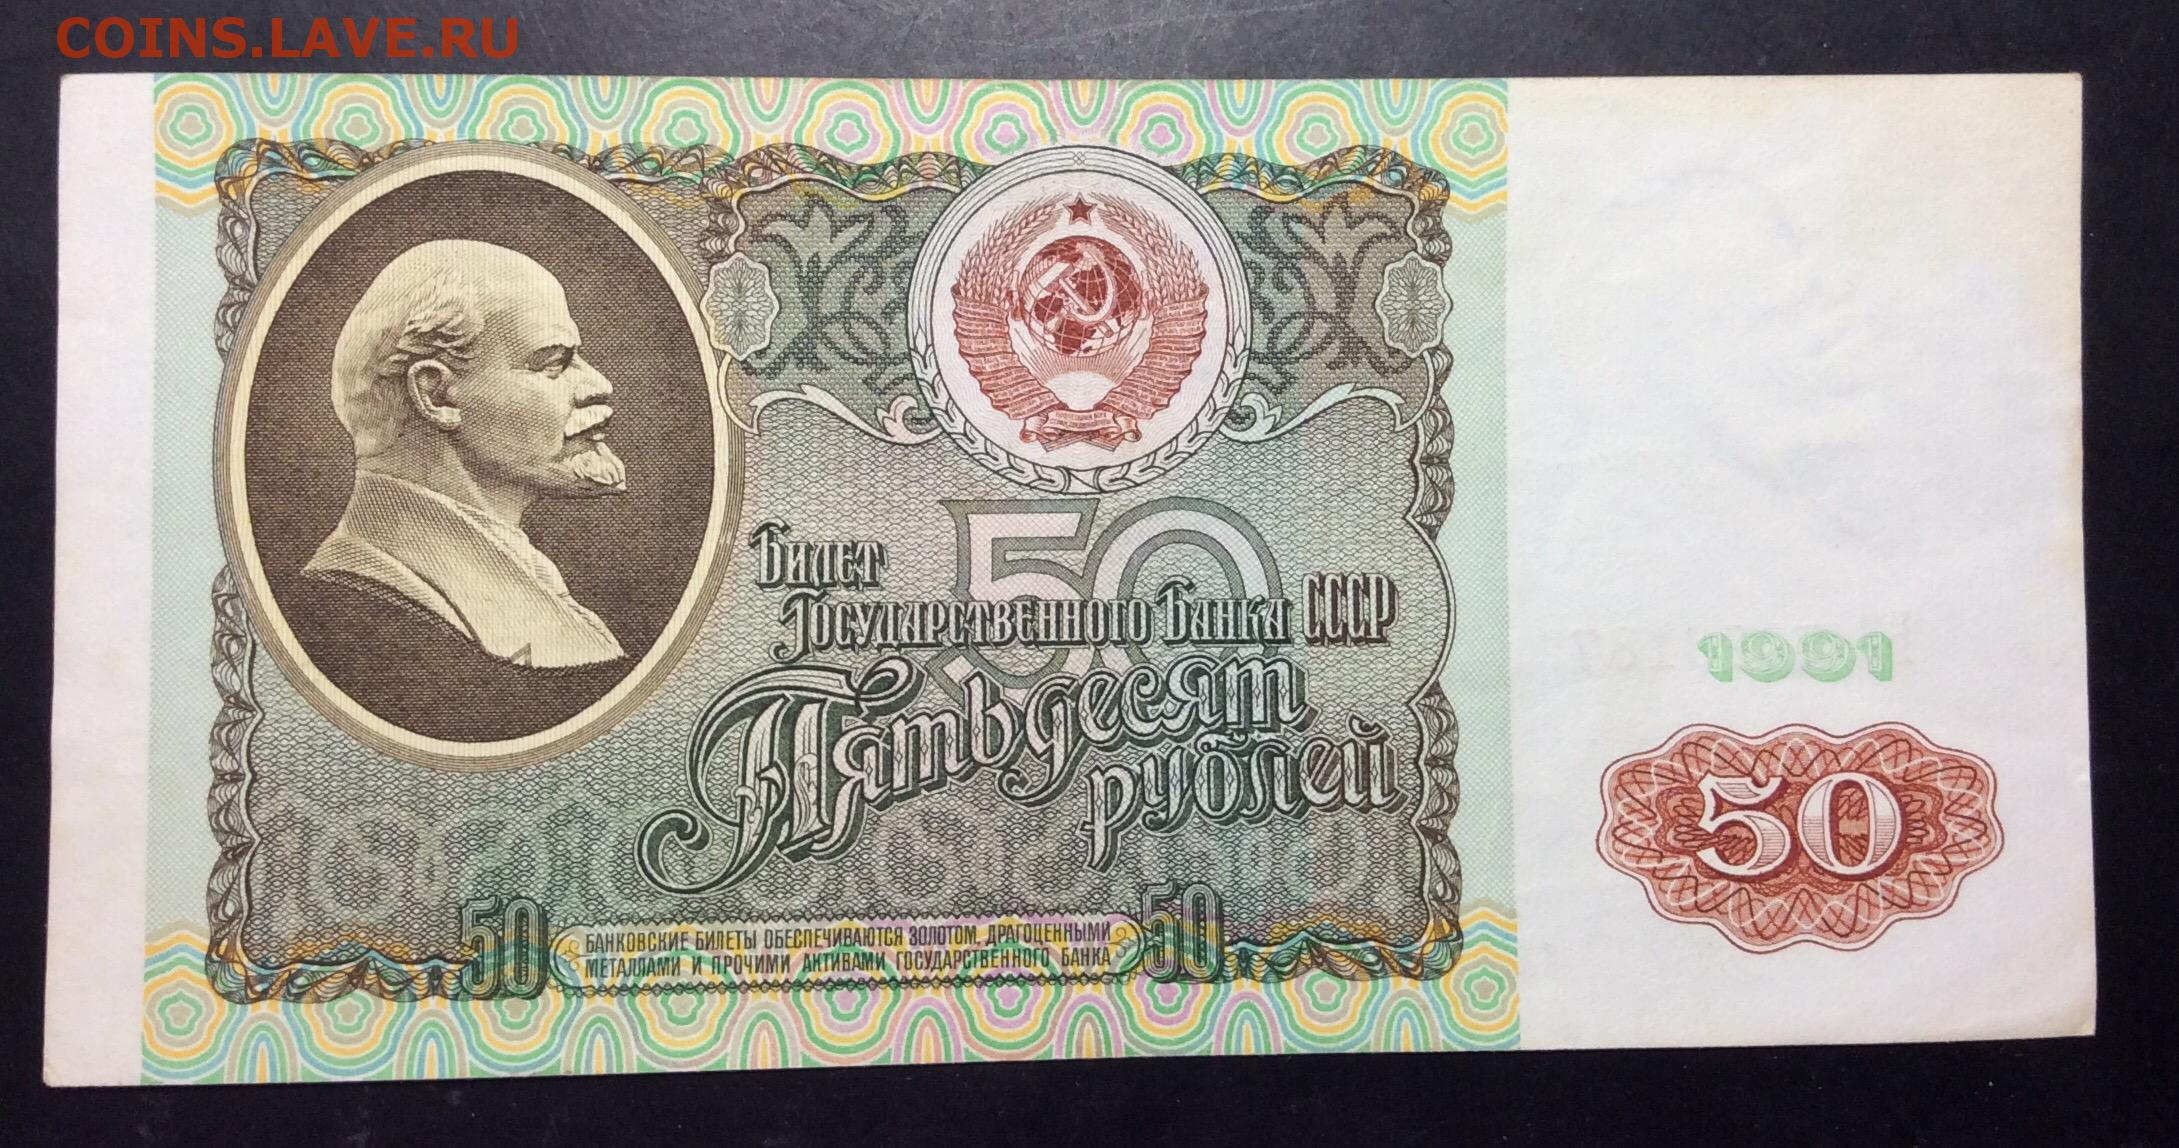 COINS.LAVE.RU
Билет
Государственного Банка СССР
50
Пятьдесят
рублей
1991
50
50
БАНКОВСКИЕ БИЛЕТЫ ОБЕСПЕЧИВАЮТСЯ ЗОЛОТОМ, ДРАГОЦЕННЫМИ
МЕТАЛЛАМИ И ПРОЧИМИ АКТИВАМИ ГОСУДАРСТВЕННОГО БАНКА
50